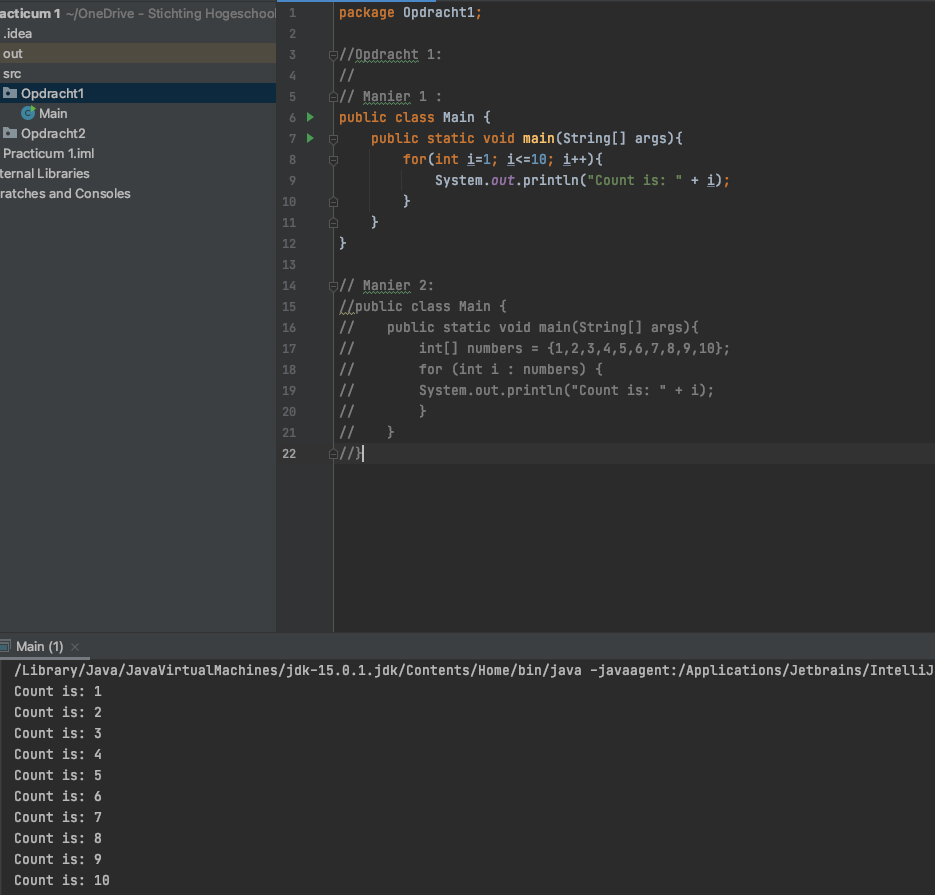 acticum 1 ~/OneDrive – Stichting Hogeschool
.idea
out
src
Opdracht1
Main
Opdracht2
Practicum 1.iml
ternal Libraries
ratches and Consoles
1 package Opdracht1;
2
3 //Opdracht 1:
4 //
5 // Manier 1 :
6 public class Main {
7     public static void main(String[] args){
8         for(int i=1; i<=10; i++){
9             System.out.println("Count is: " + i);
10         }
11     }
12 }
13
14 // Manier 2:
15 //public class Main {
16 //    public static void main(String[] args){
17 //        int[] numbers = {1,2,3,4,5,6,7,8,9,10};
18 //        for (int i : numbers) {
19 //        System.out.println("Count is: " + i);
20 //        }
21 //    }
22 //}
Main (1) ×
/Library/Java/JavaVirtualMachines/jdk-15.0.1.jdk/Contents/Home/bin/java -javaagent:/Applications/Jetbrains/IntelliJ
Count is: 1
Count is: 2
Count is: 3
Count is: 4
Count is: 5
Count is: 6
Count is: 7
Count is: 8
Count is: 9
Count is: 10